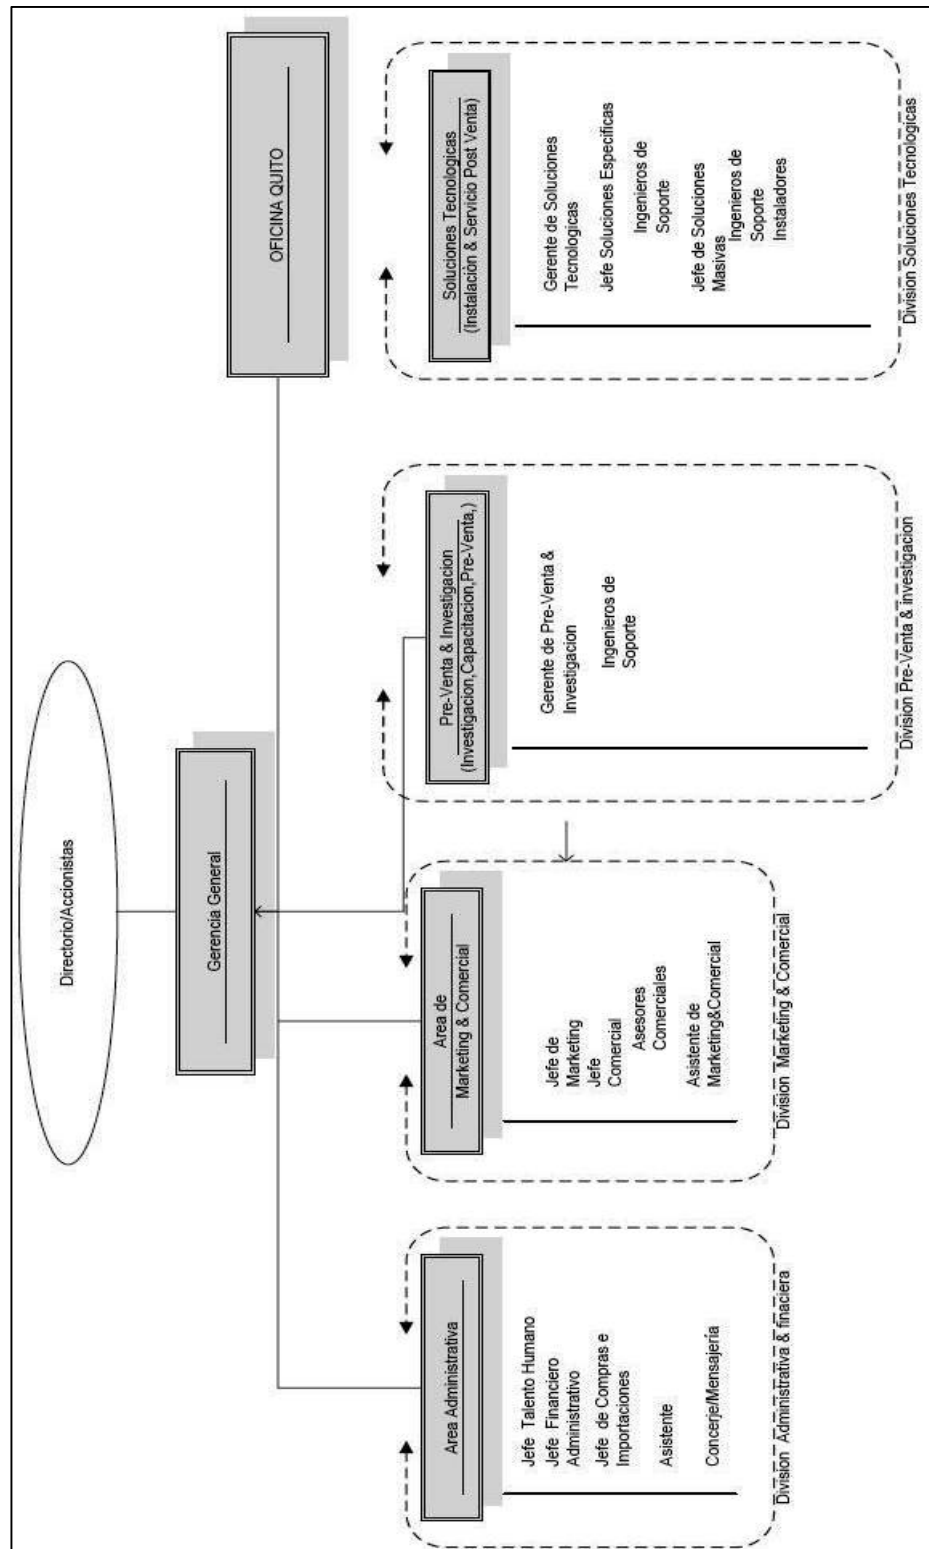 Directorio/Accionistas
Gerencia General
OFICINA QUITO
Area Administrativa
Jefe Talento Humano
Jefe Financiero
Administrativo
Jefe de Compras e
Importaciones
Asistente
Concerje/Mensajería
Division Administrativa & finaciera
Area de
Marketing & Comercial
Jefe de
Marketing
Jefe
Comercial
Asesores
Comerciales
Asistente de
Marketing&Comercial
Division Marketing & Comercial
Pre-Venta & Investigacion
(Investigacion,Capacitacion,Pre-Venta,)
Gerente de Pre-Venta &
Investigacion
Ingenieros de
Soporte
Division Pre-Venta & investigacion
Soluciones Tecnologicas
(Instalación & Servicio Post Venta)
Gerente de Soluciones
Tecnologicas
Jefe Soluciones Especificas
Ingenieros de
Soporte
Jefe de Soluciones
Masivas
Ingenieros de
Soporte
Instaladores
Division Soluciones Tecnologicas